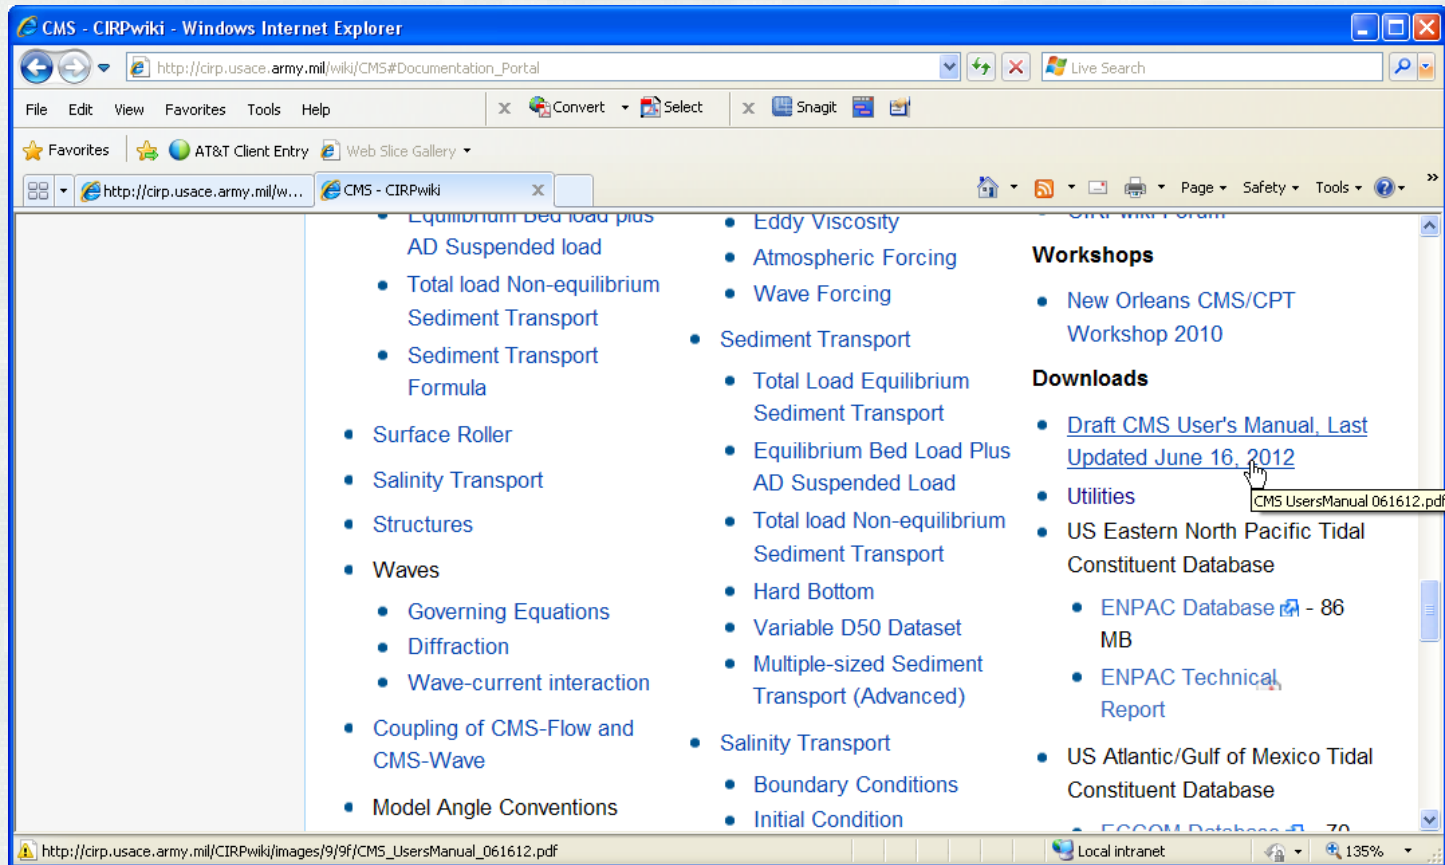 CMS - CIRPwiki - Windows Internet Explorer
http://cirp.usace.army.mil/wiki/CMS#Documentation_Portal
Live Search
File Edit View Favorites Tools Help
x Convert Select
x Snagit
Favorites
AT&T Client Entry
Web Slice Gallery
http://cirp.usace.army.mil/w...
CMS - CIRPwiki
x
Page Safety Tools
»
Equilibrium Bed load plus
AD Suspended load
Total load Non-equilibrium
Sediment Transport
Sediment Transport
Formula
Surface Roller
Salinity Transport
Structures
Waves
Governing Equations
Diffraction
Wave-current interaction
Coupling of CMS-Flow and
CMS-Wave
Model Angle Conventions
Eddy Viscosity
Atmospheric Forcing
Wave Forcing
Sediment Transport
Total Load Equilibrium
Sediment Transport
Equilibrium Bed Load Plus
AD Suspended Load
Total load Non-equilibrium
Sediment Transport
Hard Bottom
Variable D50 Dataset
Multiple-sized Sediment
Transport (Advanced)
Salinity Transport
Boundary Conditions
Initial Condition
CIRPwiki Forum
Workshops
New Orleans CMS/CPT
Workshop 2010
Downloads
Draft CMS User's Manual, Last
Updated June 16, 2012
CMS UsersManual 061612.pdf
Utilities
US Eastern North Pacific Tidal
Constituent Database
ENPAC Database - 86
MB
ENPAC Technical
Report
US Atlantic/Gulf of Mexico Tidal
Constituent Database
Database - 70
http://cirp.usace.army.mil/CIRPwiki/images/9/9f/CMS_UsersManual_061612.pdf
Local intranet
135%